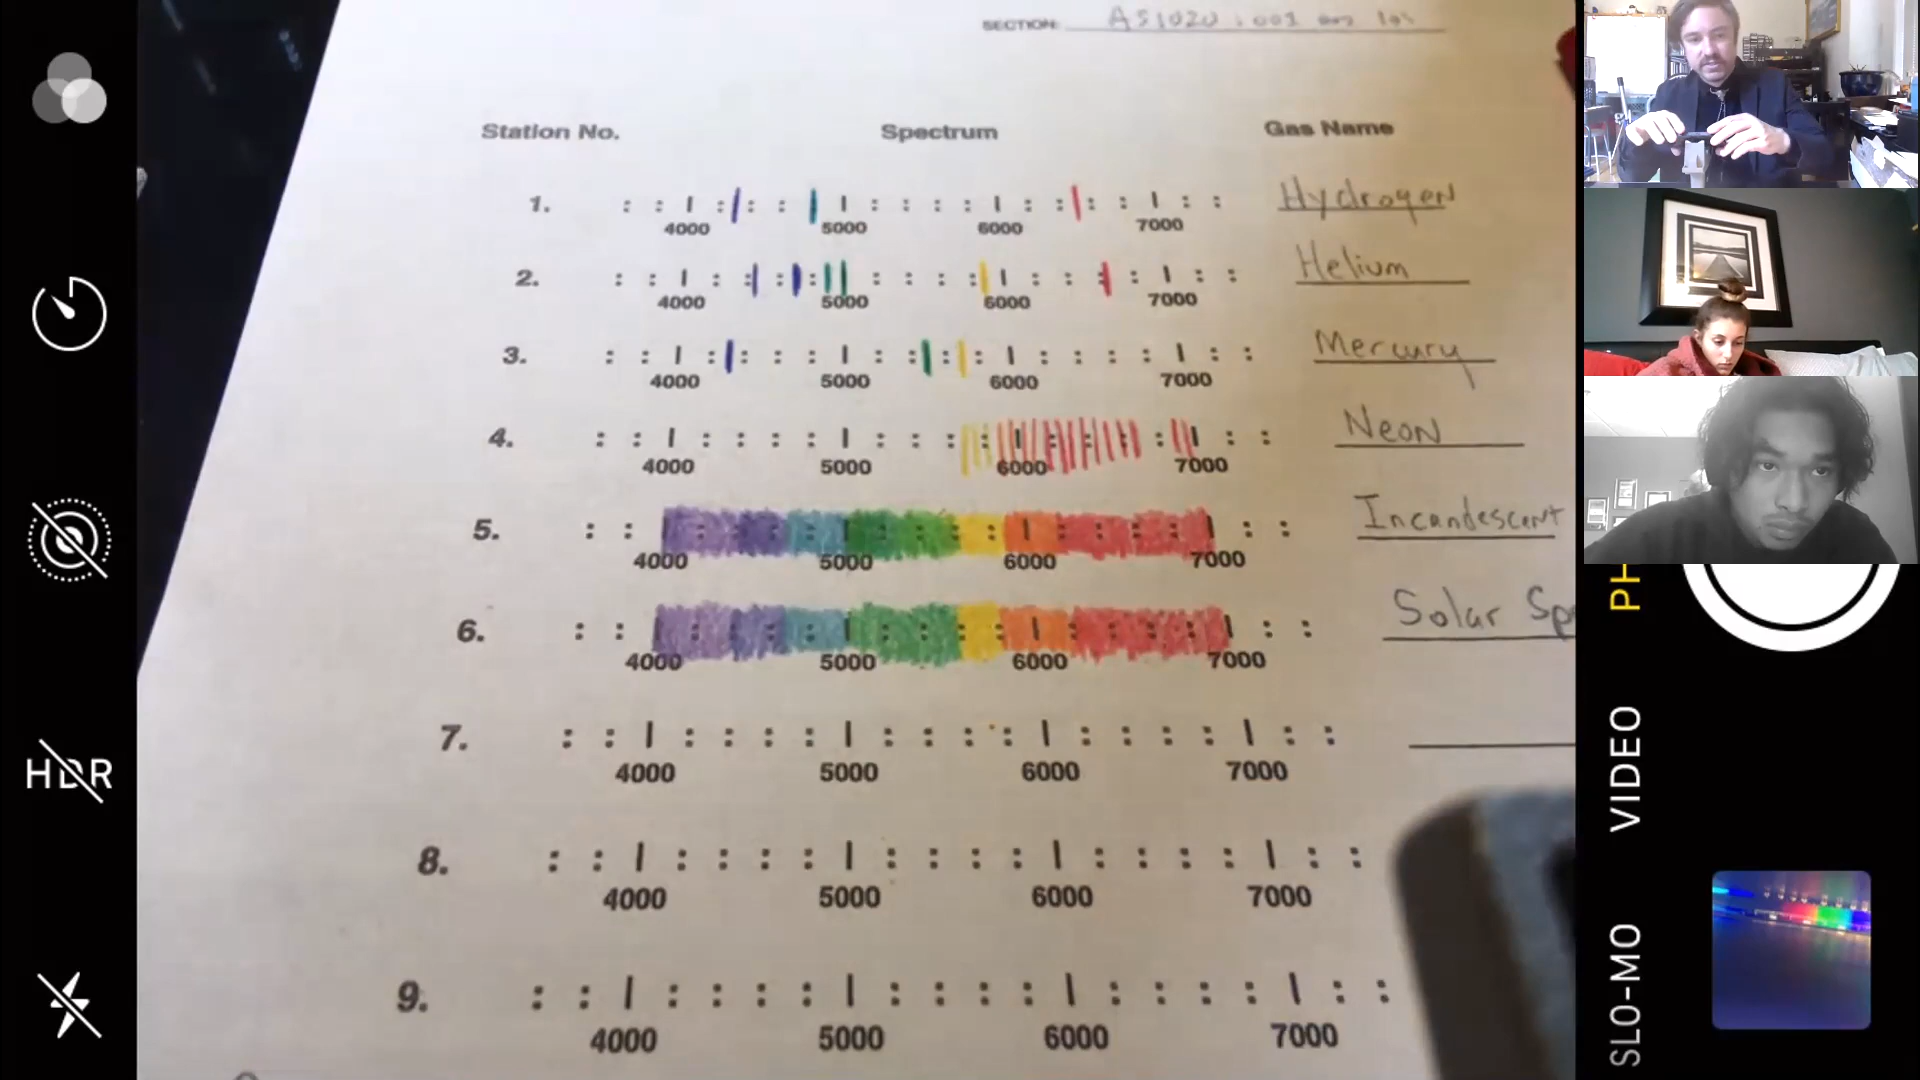 SECTION: AS1020
Station No. Spectrum Gas Name
1. 4000 5000 6000 7000 Hydrogen
2. 4000 5000 6000 7000 Helium
3. 4000 5000 6000 7000 Mercury
4. 4000 5000 6000 7000 Neon
5. 4000 5000 6000 7000 Incandescent
6. 4000 5000 6000 7000 Solar Sp
7. 4000 5000 6000 7000
8. 4000 5000 6000 7000
9. 4000 5000 6000 7000
HDR
PH
VIDEO
SLO-MO